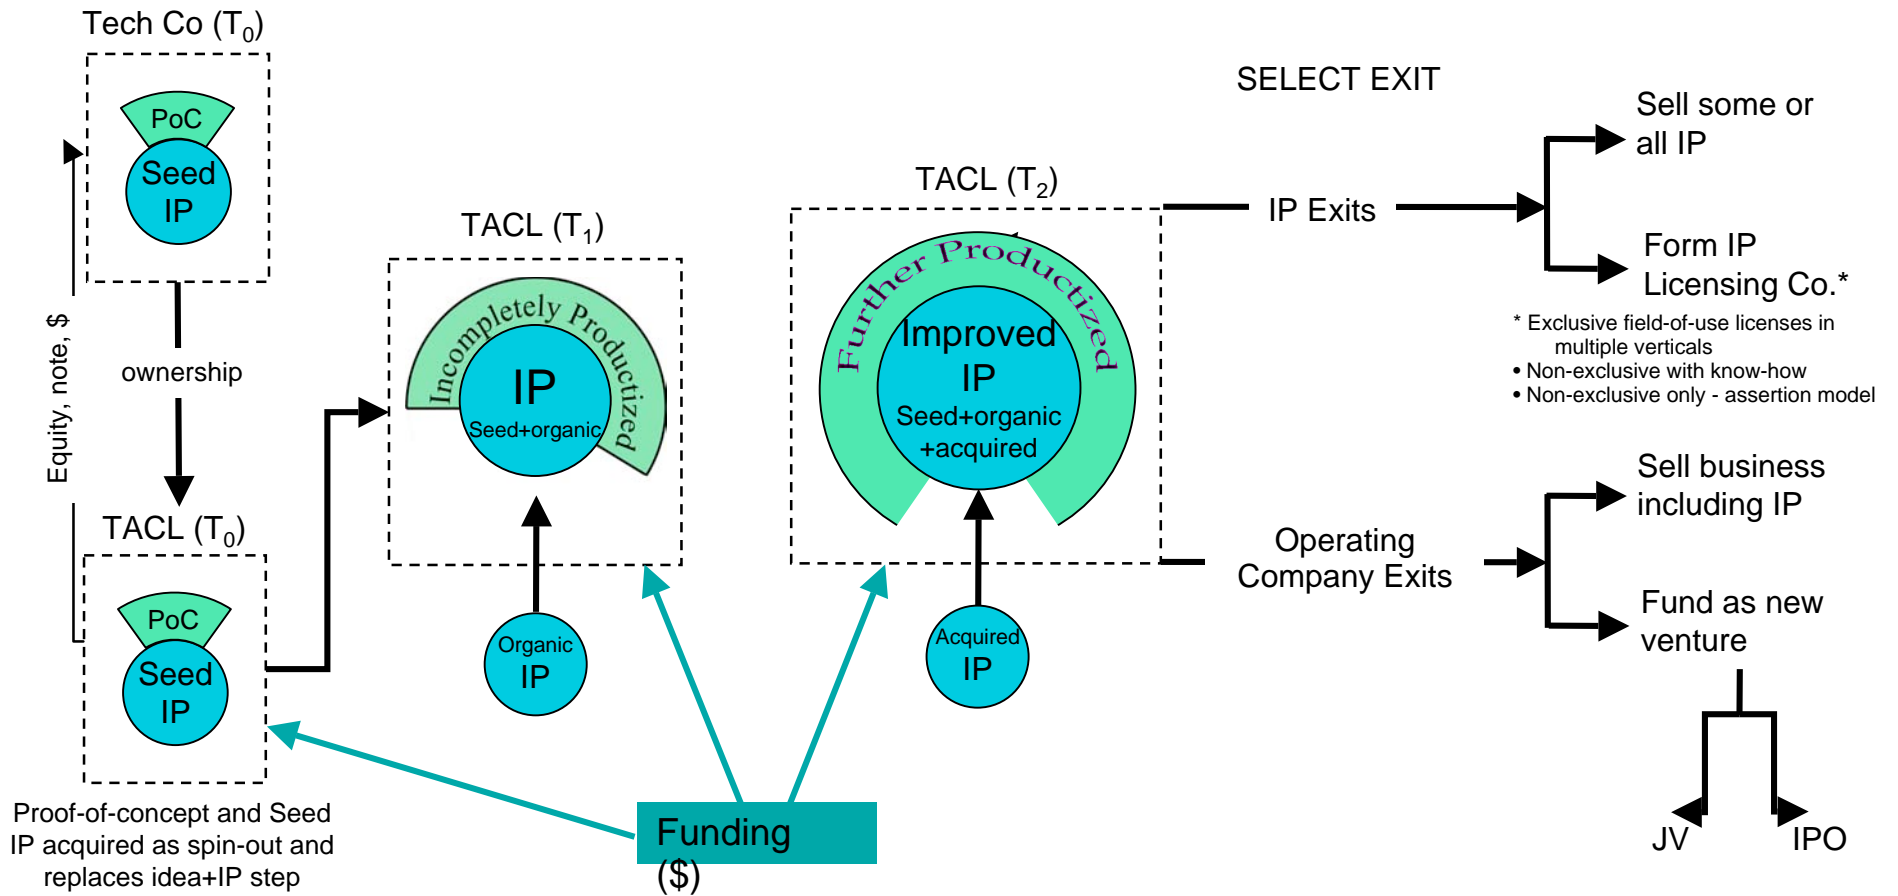 Tech Co (T0)
PoC
Seed
IP
Equity, note, $
ownership
TACL (T0)
PoC
Seed
IP
Proof-of-concept and Seed
IP acquired as spin-out and
replaces idea+IP step
TACL (T1)
Incompletely Productized
IP
Seed+organic
Organic
IP
Funding
($)
TACL (T2)
Further Productized
Improved
IP
Seed+organic
+acquired
Acquired
IP
SELECT EXIT
IP Exits
Sell some or
all IP
Form IP
Licensing Co.*
* Exclusive field-of-use licenses in
multiple verticals
• Non-exclusive with know-how
• Non-exclusive only - assertion model
Operating
Company Exits
Sell business
including IP
Fund as new
venture
JV
IPO